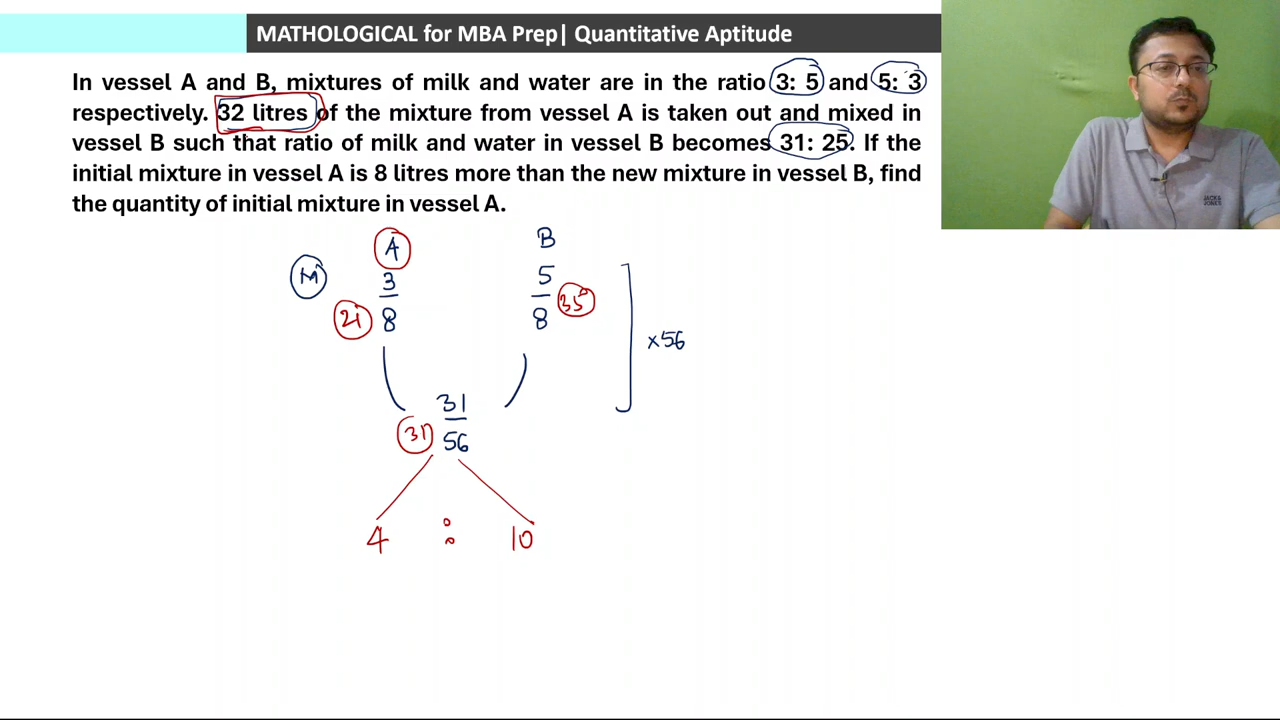 MATHOLOGICAL for MBA Prep| Quantitative Aptitude
In vessel A and B, mixtures of milk and water are in the ratio 3: 5 and 5: 3
respectively. 32 litres of the mixture from vessel A is taken out and mixed in
vessel B such that ratio of milk and water in vessel B becomes 31: 25. If the
initial mixture in vessel A is 8 litres more than the new mixture in vessel B, find
the quantity of initial mixture in vessel A.
A B
M 3/8 5/8
21 35
×56
31/56
31
4 : 10
JACK&
JONES